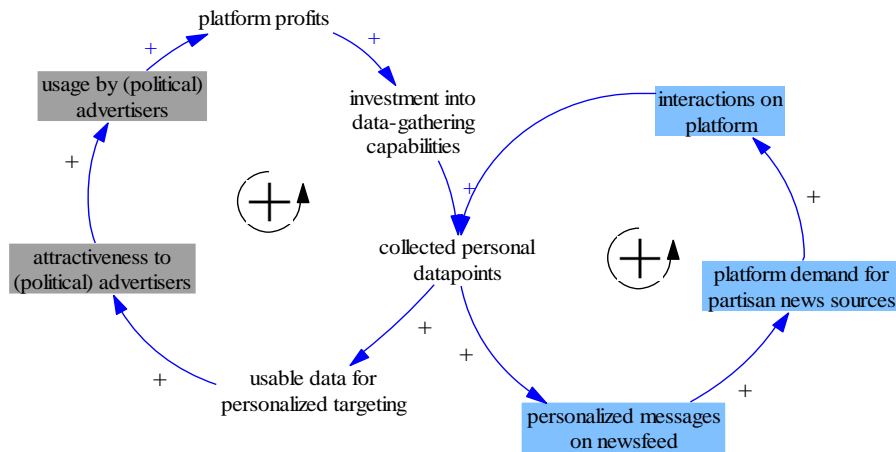 platform profits
+
+
usage by (political)
advertisers
investment into
data-gathering
capabilities
interactions on
platform
+
+
+
+
+
attractiveness to
(political) advertisers
collected personal
datapoints
platform demand for
partisan news sources
+
+
+
+
usable data for
personalized targeting
personalized messages
on newsfeed